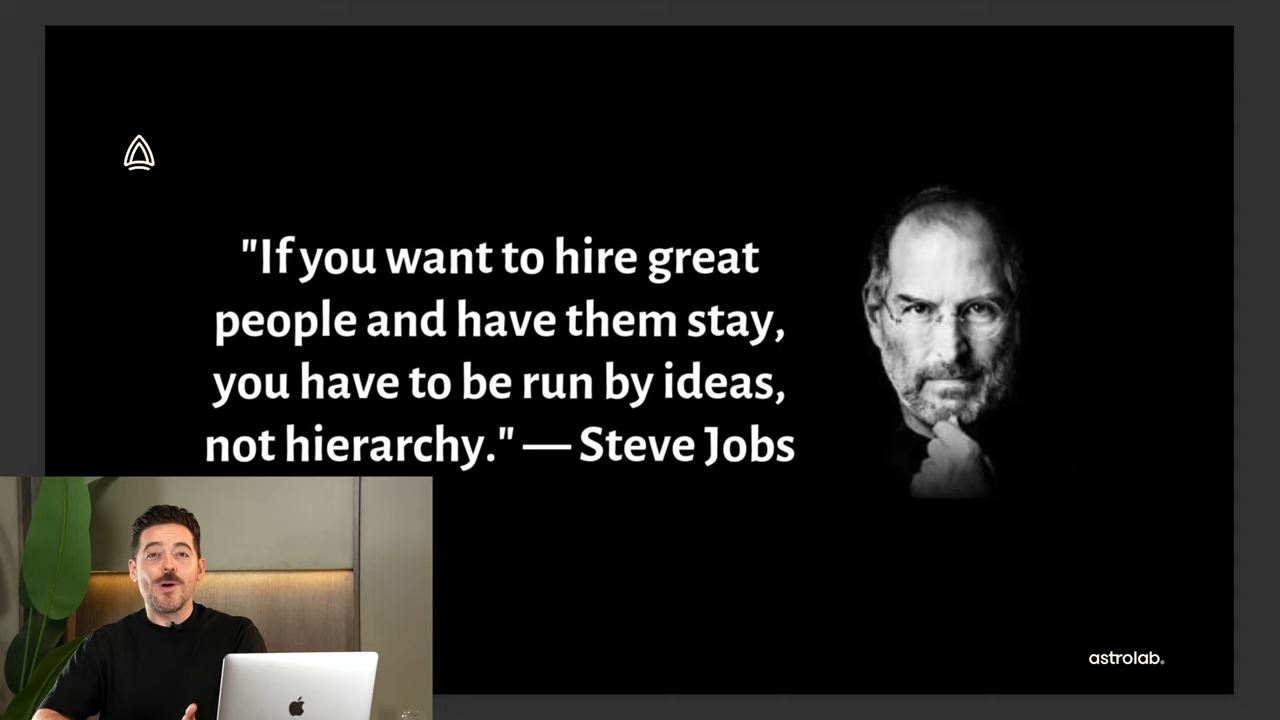 "If you want to hire great
people and have them stay,
you have to be run by ideas,
not hierarchy." — Steve Jobs
astrolab.